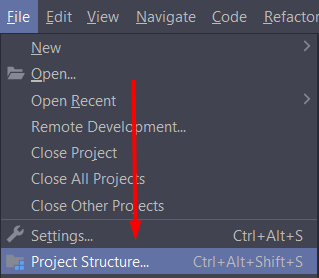 File Edit View Navigate Code Refactor
New
Open...
Open Recent
Remote Development...
Close Project
Close All Projects
Close Other Projects
Settings... Ctrl+Alt+S
Project Structure... Ctrl+Alt+Shift+S